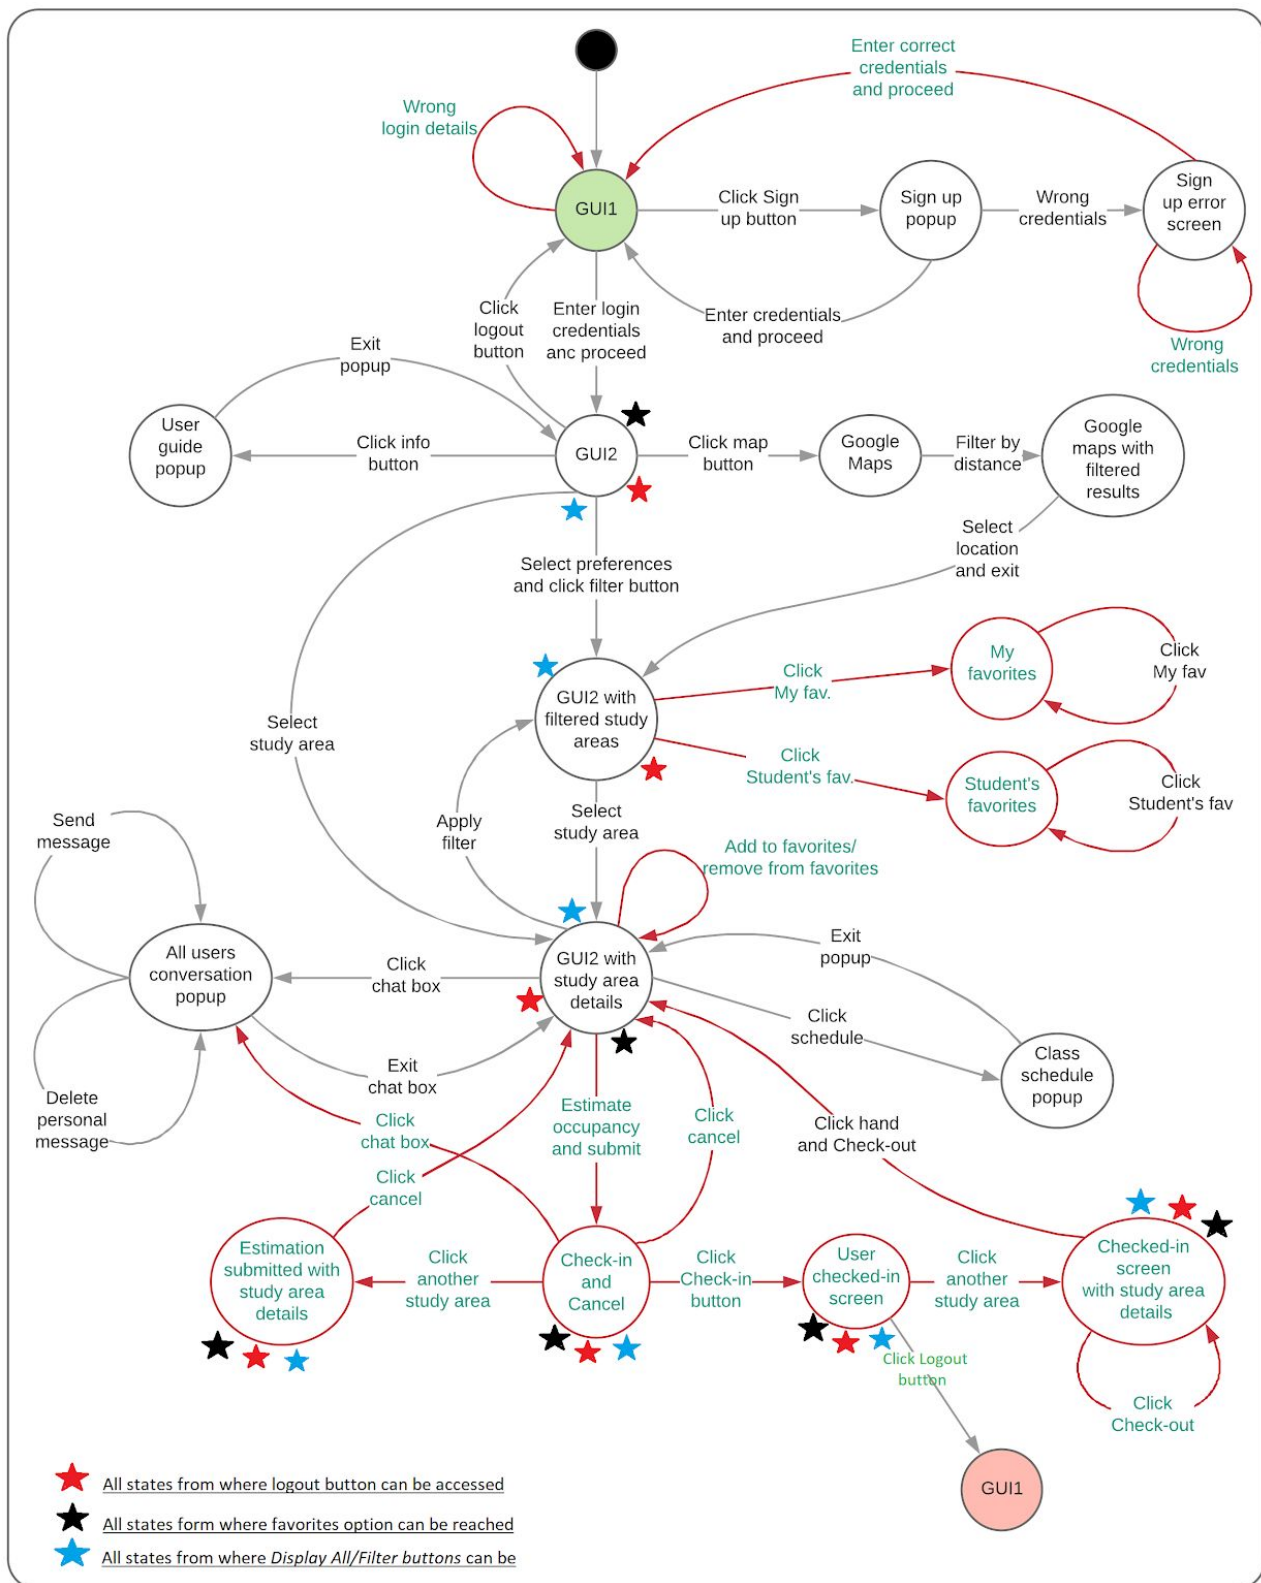 Enter correct
credentials
and proceed
Wrong
login details
GUI1
Click Sign
up button
Sign up
popup
Wrong
credentials
Sign
up error
screen
Click
logout
button
Enter login
credentials
anc proceed
Enter credentials
and proceed
Wrong
credentials
Exit
popup
User
guide
popup
Click info
button
GUI2
Click map
button
Google
Maps
Filter by
distance
Google
maps with
filtered
results
Select
location
and exit
Select preferences
and click filter button
My
favorites
Click
My fav
Click
My fav.
GUI2 with
filtered study
areas
Select
study area
Click
Student's fav.
Student's
favorites
Click
Student's fav
Send
message
Apply
filter
Select
study area
Add to favorites/
remove from favorites
All users
conversation
popup
Click
chat box
GUI2 with
study area
details
Exit
popup
Click
schedule
Class
schedule
popup
Exit
chat box
Delete
personal
message
Click
chat box
Estimate
occupancy
and submit
Click
cancel
Click hand
and Check-out
Click
cancel
Estimation
submitted with
study area
details
Click
another
study area
Check-in
and
Cancel
Click
Check-in
button
User
checked-in
screen
Click
another
study area
Checked-in
screen
with study area
details
Click Logout
button
Click
Check-out
GUI1
All states from where logout button can be accessed
All states form where favorites option can be reached
All states from where Display All/Filter buttons can be